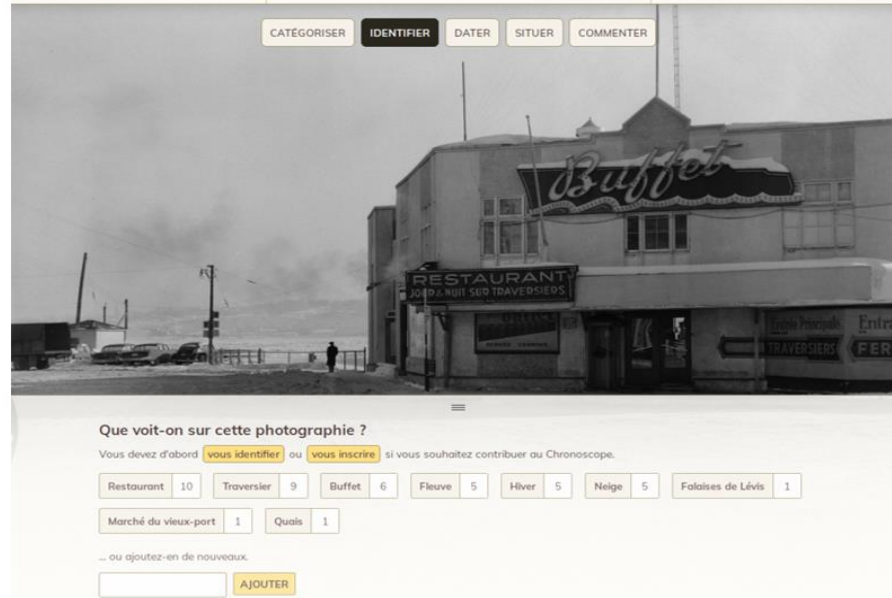 CATÉGORISER IDENTIFIER DATER SITUER COMMENTER
Buffet
RESTAURANT
JOUR & NUIT SUR TRAVERSIERS
Entrée Principale Entr
TRAVERSIERS FER
Que voit-on sur cette photographie ?
Vous devez d'abord vous identifier ou vous inscrire si vous souhaitez contribuer au Chronoscope.
Restaurant 10 Traversier 9 Buffet 6 Fleuve 5 Hiver 5 Neige 5 Falaises de Lévis 1
Marché du vieux-port 1 Quais 1
... ou ajoutez-en de nouveaux.
AJOUTER